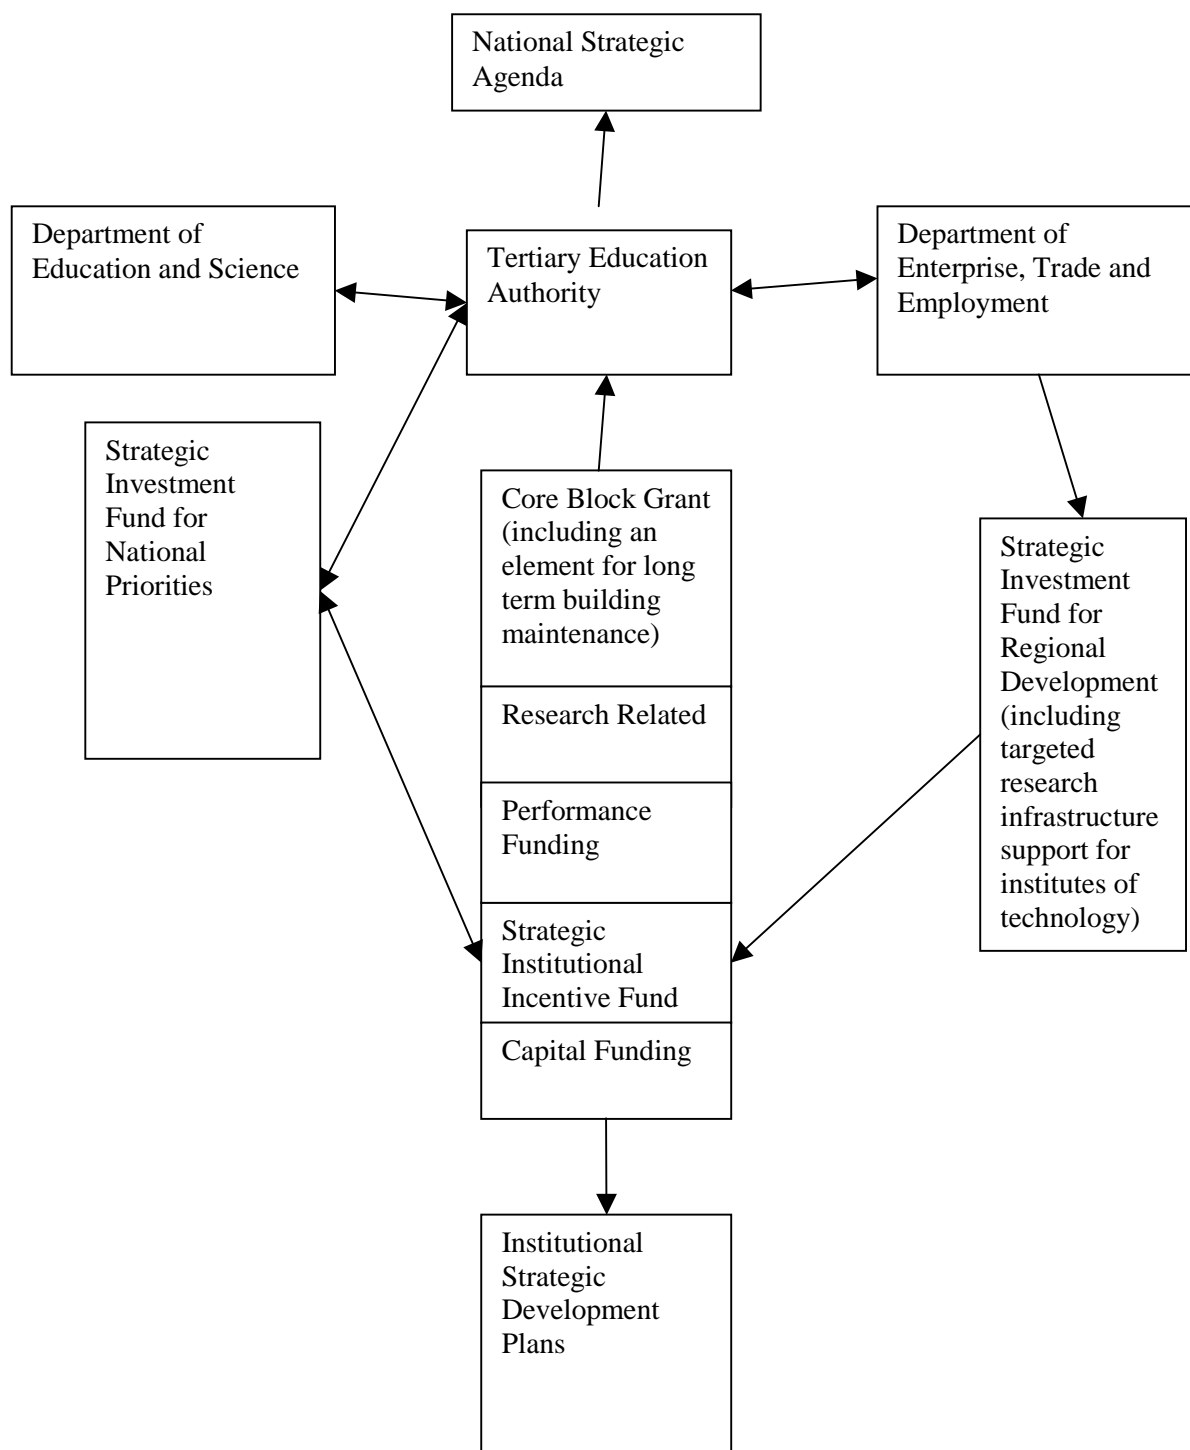 National Strategic
Agenda
Department of
Education and Science
Tertiary Education
Authority
Department of
Enterprise, Trade and
Employment
Strategic
Investment
Fund for
National
Priorities
Core Block Grant
(including an
element for long
term building
maintenance)
Research Related
Performance
Funding
Strategic
Institutional
Incentive Fund
Capital Funding
Strategic
Investment
Fund for
Regional
Development
(including
targeted
research
infrastructure
support for
institutes of
technology)
Institutional
Strategic
Development
Plans